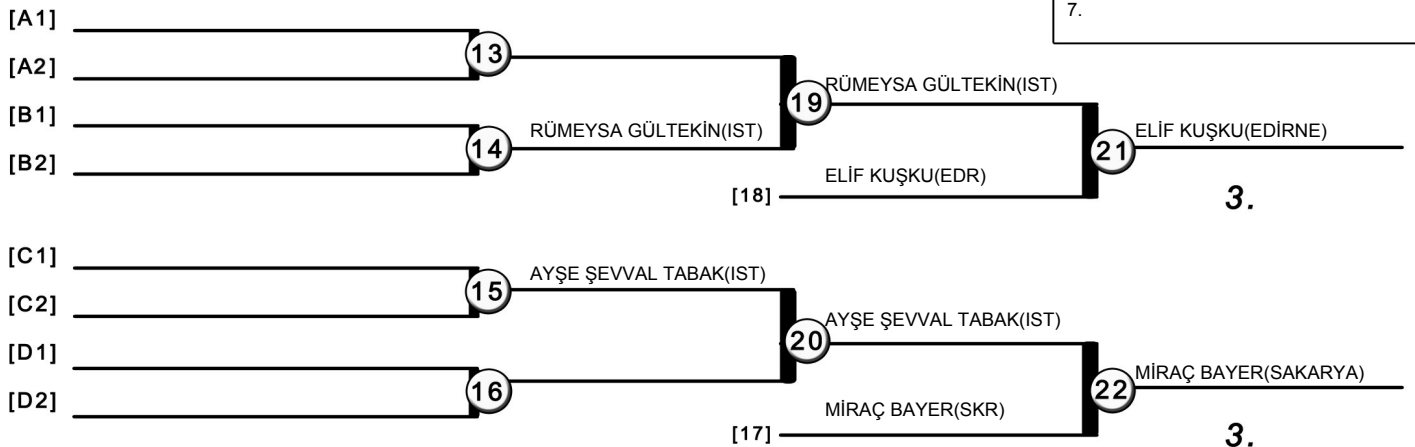 7.
[A1]
13
[A2]
RÜMEYSA GÜLTEKİN(IST)
19
[B1]
RÜMEYSA GÜLTEKİN(IST)
ELİF KUŞKU(EDİRNE)
14
21
[B2]
ELİF KUŞKU(EDR)
[18]
3.
[C1]
AYŞE ŞEVVAL TABAK(IST)
15
[C2]
AYŞE ŞEVVAL TABAK(IST)
20
[D1]
MİRAÇ BAYER(SAKARYA)
16
22
[D2]
MİRAÇ BAYER(SKR)
[17]
3.